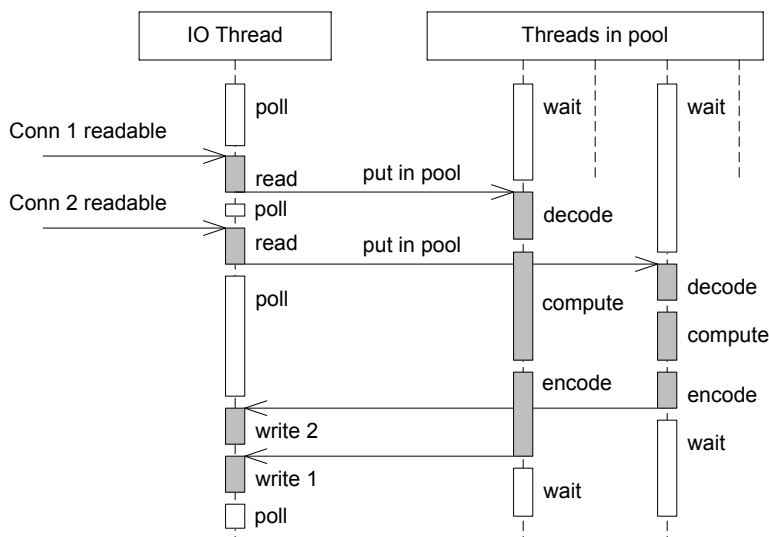 IO Thread
Threads in pool
poll
wait
wait
Conn 1 readable
read
put in pool
Conn 2 readable
poll
decode
read
put in pool
decode
poll
compute
compute
encode
encode
write 2
wait
write 1
wait
poll